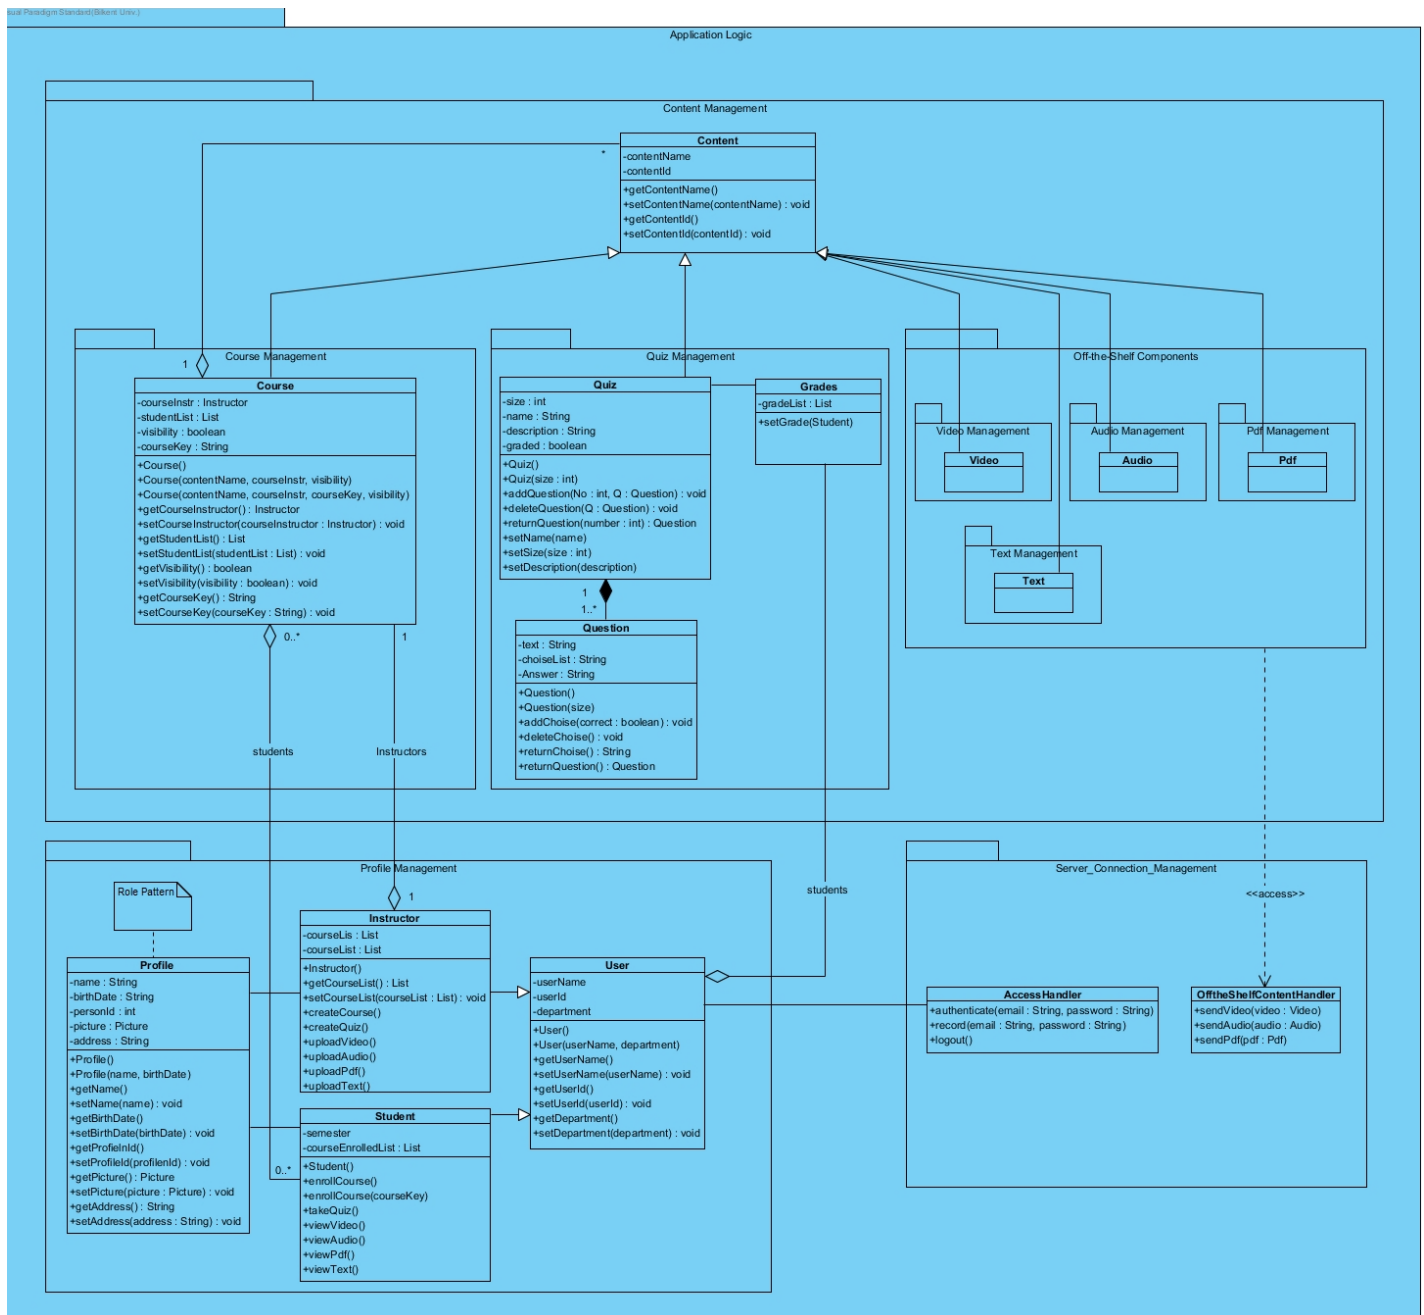 sual Paradigm Standard(Bilkent Univ.)
Application Logic
Content Management
Content
-contentName
-contentId
+getContentName()
+setContentName(contentName) : void
+getContentId()
+setContentId(contentId) : void
*
1
Course Management
Course
-courseInstr : Instructor
-studentList : List
-visibility : boolean
-courseKey : String
+Course()
+Course(contentName, courseInstr, visibility)
+Course(contentName, courseInstr, courseKey, visibility)
+getCourseInstructor() : Instructor
+setCourseInstructor(courseInstructor : Instructor) : void
+getStudentList() : List
+setStudentList(studentList : List) : void
+getVisibility() : boolean
+setVisibility(visibility : boolean) : void
+getCourseKey() : String
+setCourseKey(courseKey : String) : void
0..*
1
students
Instructors
Quiz Management
Quiz
-size : int
-name : String
-description : String
-graded : boolean
+Quiz()
+Quiz(size : int)
+addQuestion(No : int, Q : Question) : void
+deleteQuestion(Q : Question) : void
+returnQuestion(number : int) : Question
+setName(name)
+setSize(size : int)
+setDescription(description)
Grades
-gradeList : List
+setGrade(Student)
1
1..*
Question
-text : String
-choiseList : String
-Answer : String
+Question()
+Question(size)
+addChoise(correct : boolean) : void
+deleteChoise() : void
+returnChoise() : String
+returnQuestion() : Question
Off-the-Shelf Components
Video Management
Video
Audio Management
Audio
Pdf Management
Pdf
Text Management
Text
Profile Management
Role Pattern
Profile
-name : String
-birthDate : String
-personId : int
-picture : Picture
-address : String
+Profile()
+Profile(name, birthDate)
+getName()
+setName(name) : void
+getBirthDate()
+setBirthDate(birthDate) : void
+getProfielnId()
+setProfileId(profilenId) : void
+getPicture() : Picture
+setPicture(picture : Picture) : void
+getAddress() : String
+setAddress(address : String) : void
1
Instructor
-courseLis : List
-courseList : List
+Instructor()
+getCourseList() : List
+setCourseList(courseList : List) : void
+createCourse()
+createQuiz()
+uploadVideo()
+uploadAudio()
+uploadPdf()
+uploadText()
0..*
Student
-semester
-courseEnrolledList : List
+Student()
+enrollCourse()
+enrollCourse(courseKey)
+takeQuiz()
+viewVideo()
+viewAudio()
+viewPdf()
+viewText()
User
-userName
-userId
-department
+User()
+User(userName, department)
+getUserName()
+setUserName(userName) : void
+getUserId()
+setUserId(userId) : void
+getDepartment()
+setDepartment(department) : void
students
Server_Connection_Management
<<access>>
AccessHandler
+authenticate(email : String, password : String)
+record(email : String, password : String)
+logout()
OfftheShelfContentHandler
+sendVideo(video : Video)
+sendAudio(audio : Audio)
+sendPdf(pdf : Pdf)